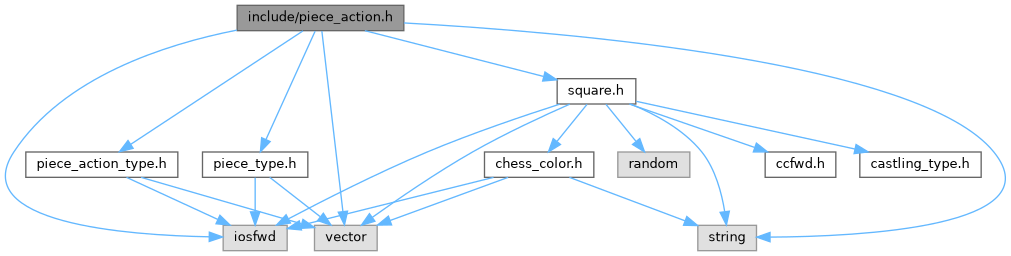 include/piece_action.h
square.h
piece_action_type.h
piece_type.h
chess_color.h
random
ccfwd.h
castling_type.h
iosfwd
vector
string